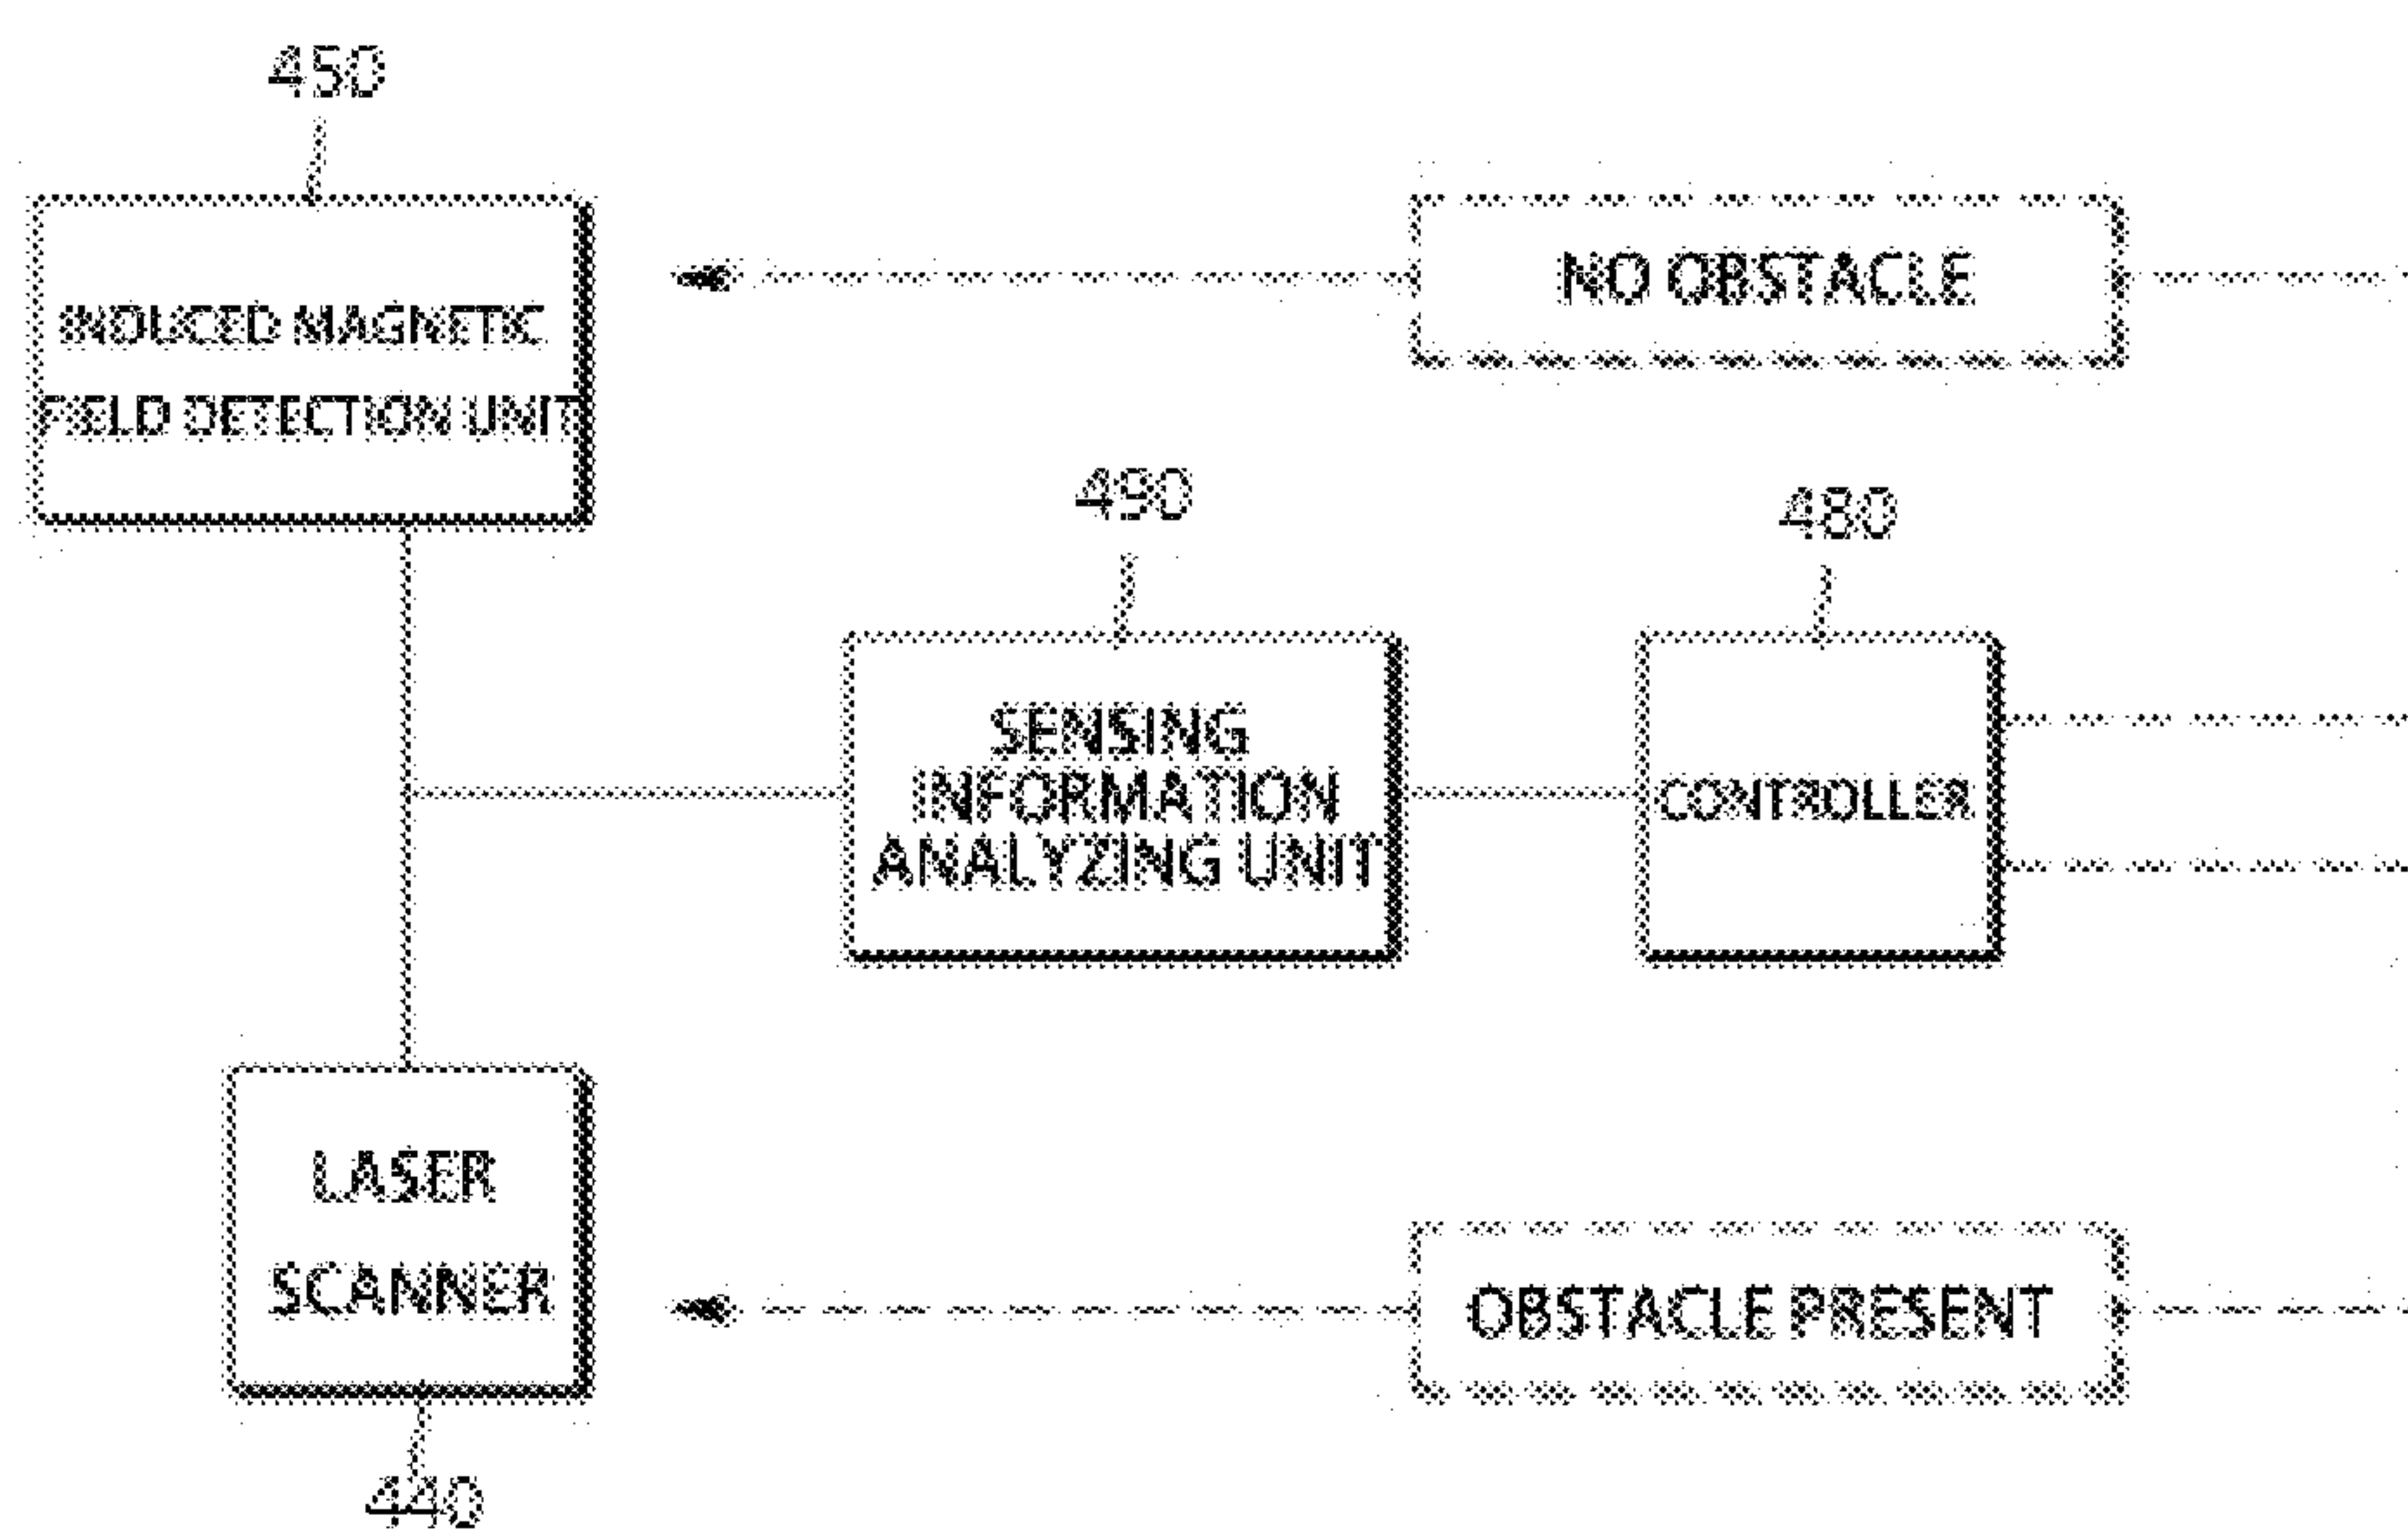 450
NO OBSTACLE
INDUCED MAGNETIC
FIELD DETECTION UNIT
490
480
SENSING
INFORMATION
ANALYZING UNIT
CONTROLLER
LASER
SCANNER
OBSTACLE PRESENT
440